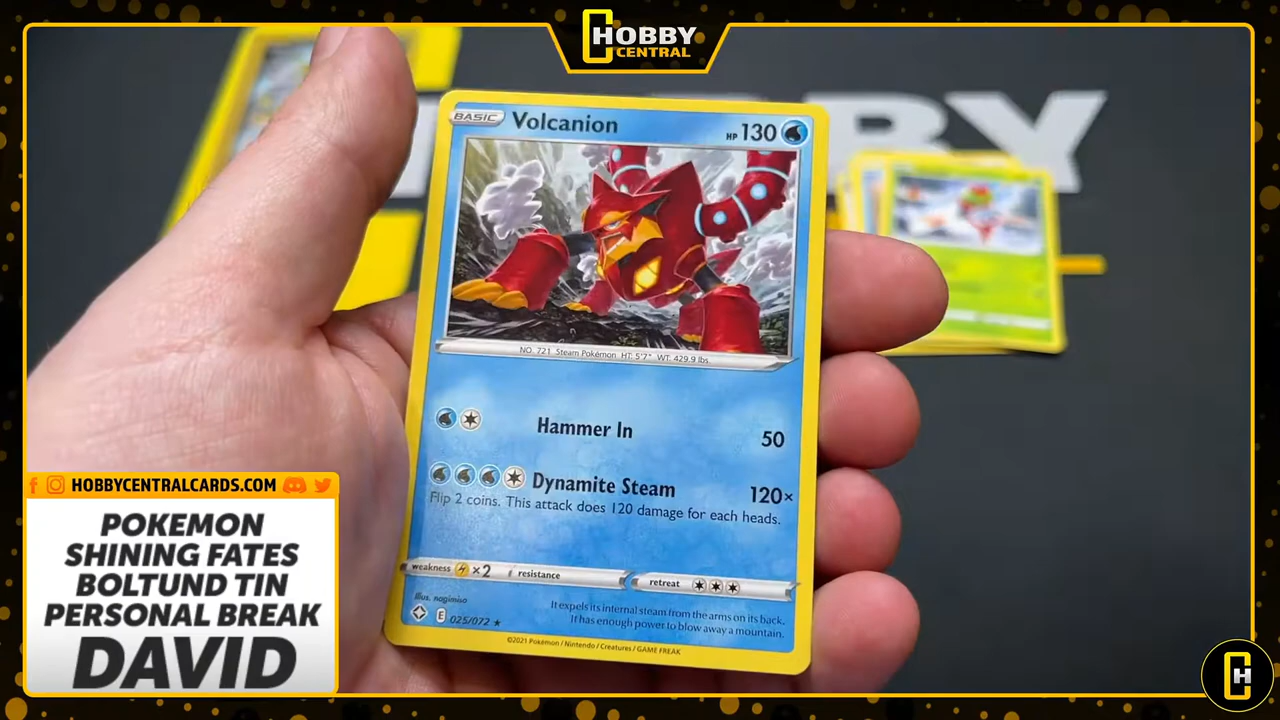 HOBBY
CENTRAL
BASIC Volcanion HP 130
NO. 721 Steam Pokémon HT: 5'7" WT: 429.9 lbs.
Hammer In 50
Dynamite Steam 120×
Flip 2 coins. This attack does 120 damage for each heads.
weakness ×2 resistance retreat
Illus. nagimiso
E 025/072 ★
It expels its internal steam from the arms on its back.
It has enough power to blow away a mountain.
©2021 Pokémon / Nintendo / Creatures / GAME FREAK
HOBBYCENTRALCARDS.COM
POKEMON
SHINING FATES
BOLTUND TIN
PERSONAL BREAK
DAVID
CH